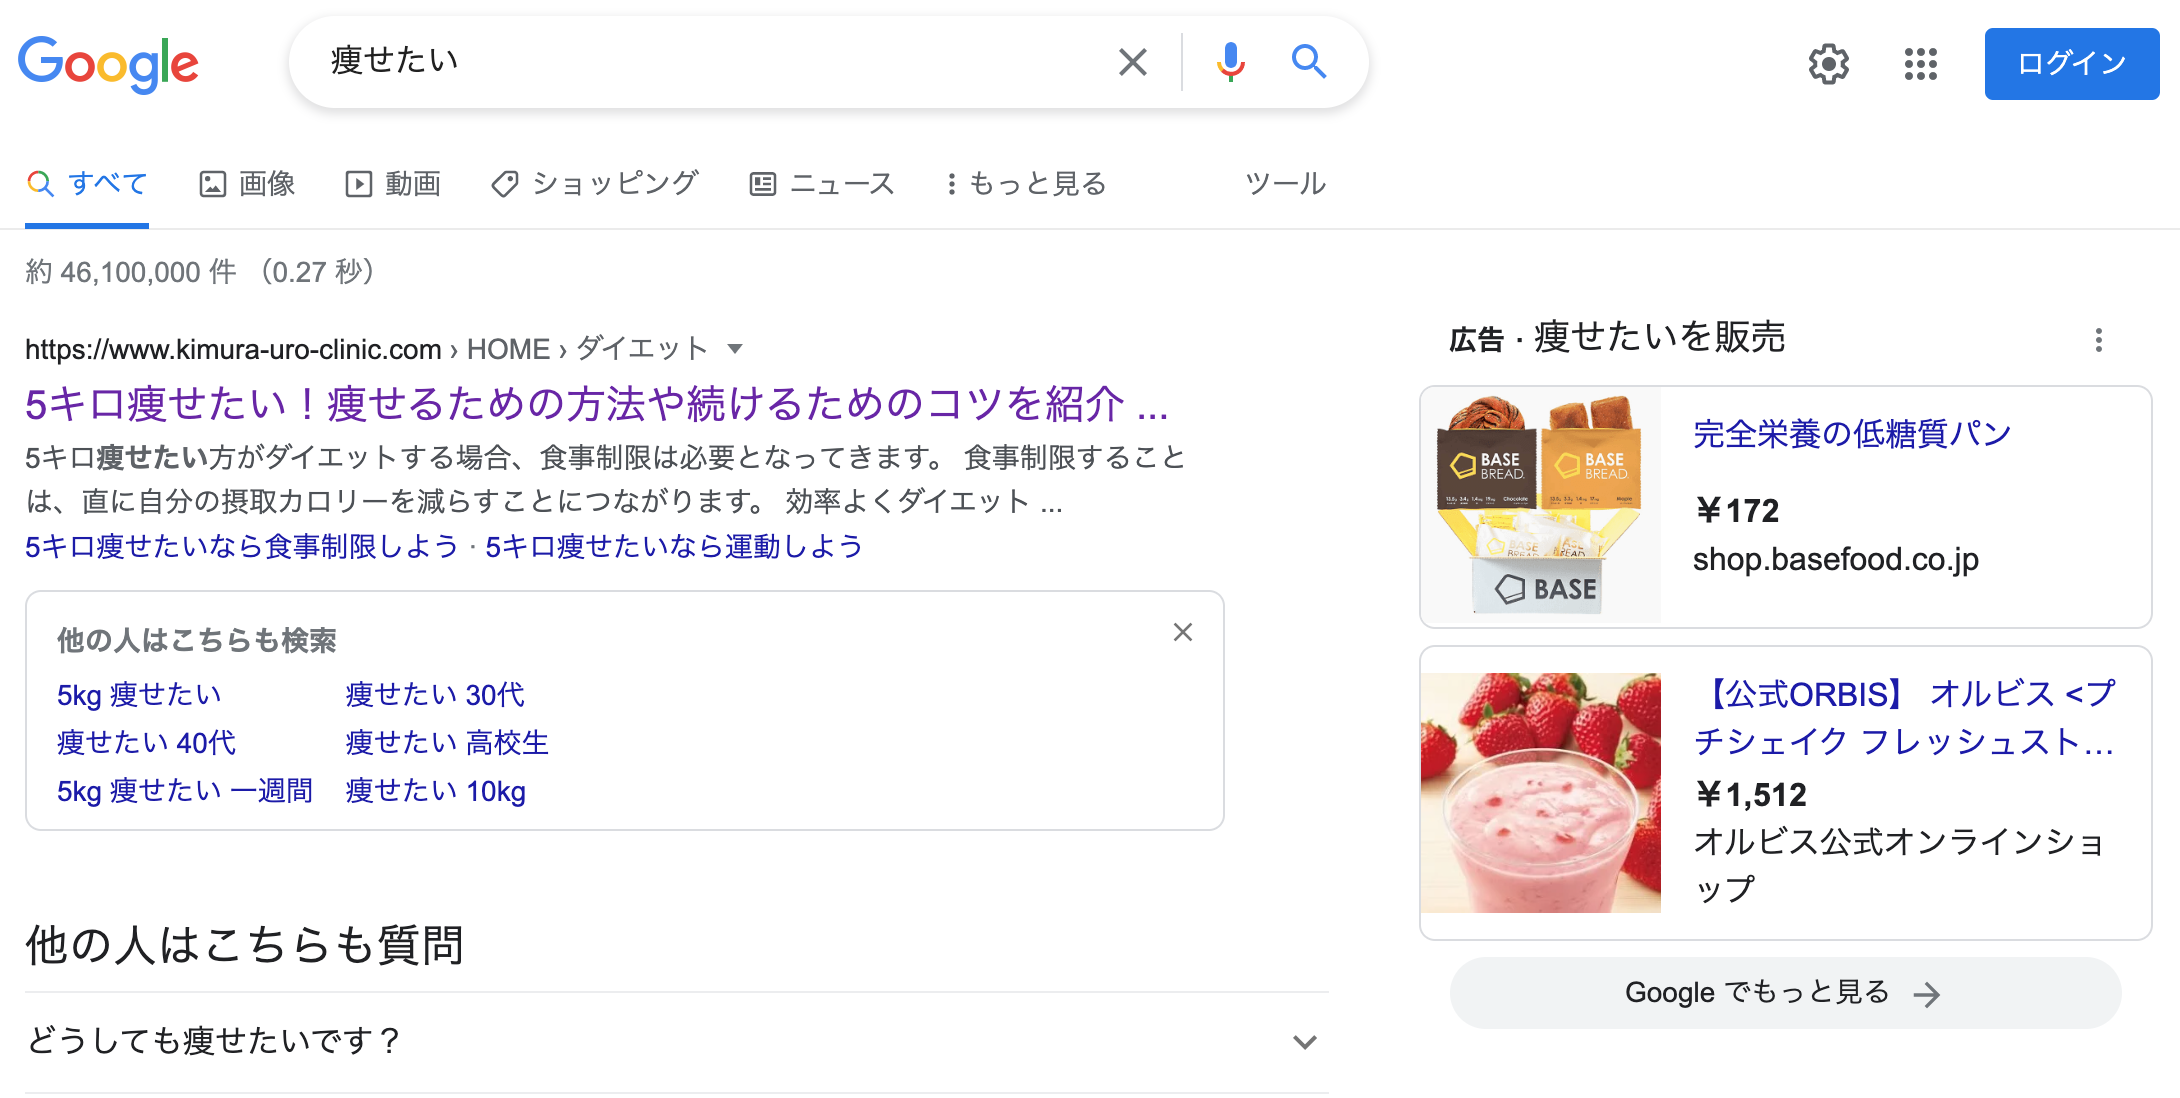 Google
痩せたい
ログイン
すべて 画像 動画 ショッピング ニュース もっと見る ツール
約 46,100,000 件 （0.27 秒）
https://www.kimura-uro-clinic.com › HOME › ダイエット
5キロ痩せたい！痩せるための方法や続けるためのコツを紹介 ...
5キロ痩せたい方がダイエットする場合、食事制限は必要となってきます。 食事制限すること
は、直に自分の摂取カロリーを減らすことにつながります。 効率よくダイエット ...
5キロ痩せたいなら食事制限しよう · 5キロ痩せたいなら運動しよう
他の人はこちらも検索
5kg 痩せたい 痩せたい 30代
痩せたい 40代 痩せたい 高校生
5kg 痩せたい 一週間 痩せたい 10kg
他の人はこちらも質問
どうしても痩せたいです？
広告 · 痩せたいを販売
BASE BREAD. Chocolate
BASE BREAD. Maple
BASE
完全栄養の低糖質パン
￥172
shop.basefood.co.jp
【公式ORBIS】 オルビス <プ
チシェイク フレッシュスト…
￥1,512
オルビス公式オンラインショ
ップ
Google でもっと見る